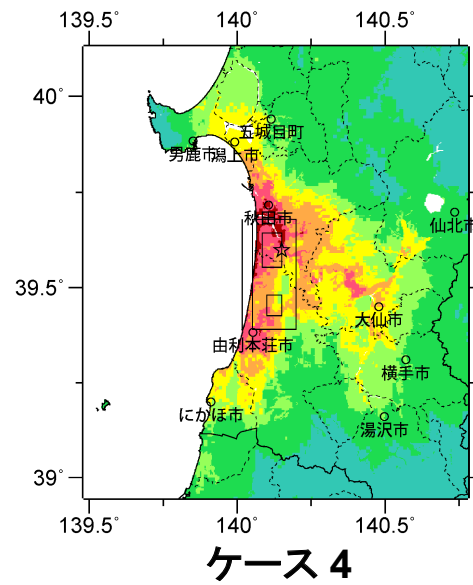 139.5° 140° 140.5°
40°
五城目町
男鹿市
潟上市
秋田市
仙北市
39.5°
大仙市
由利本荘市
横手市
にかほ市
湯沢市
39°
139.5° 140° 140.5°
ケース 4